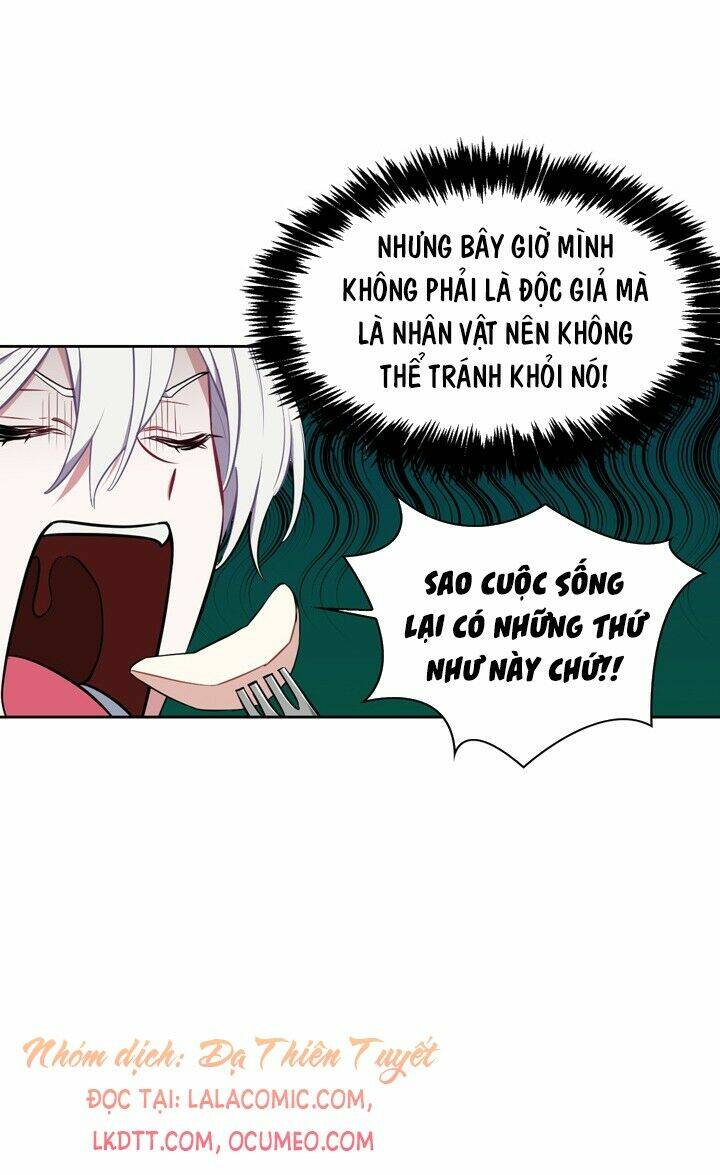 NHƯNG BÂY GIỜ MÌNH
KHÔNG PHẢI LÀ ĐỘC GIẢ MÀ
LÀ NHÂN VẬT NÊN KHÔNG
THỂ TRÁNH KHỎI NÓ!
SAO CUỘC SỐNG
LẠI CÓ NHỮNG THỨ
NHƯ NÀY CHỨ!!
Nhóm dịch: Dạ Thiên Tuyết
ĐỌC TẠI: LALACOMIC.COM,
LKDTT.COM, OCUMEO.COM